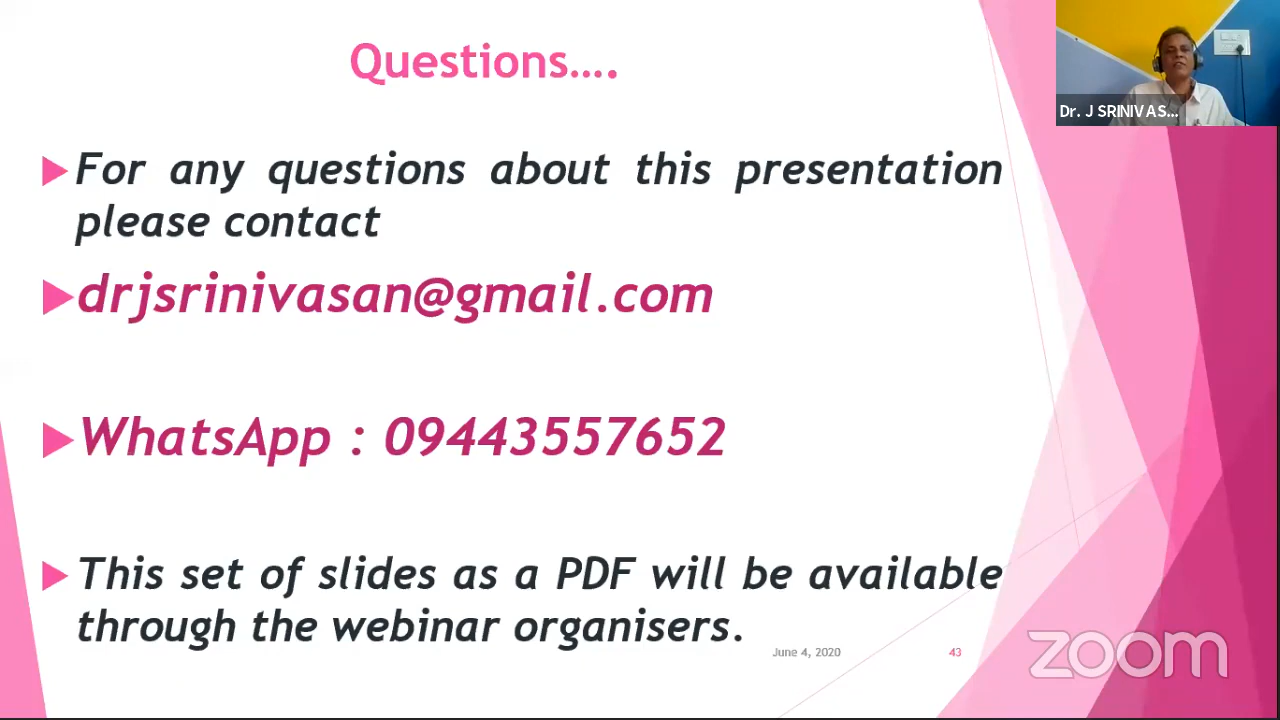 Questions….
Dr. J SRINIVAS...
For any questions about this presentation
please contact
drjsrinivasan@gmail.com
WhatsApp : 09443557652
This set of slides as a PDF will be available
through the webinar organisers.
June 4, 2020
43
zoom